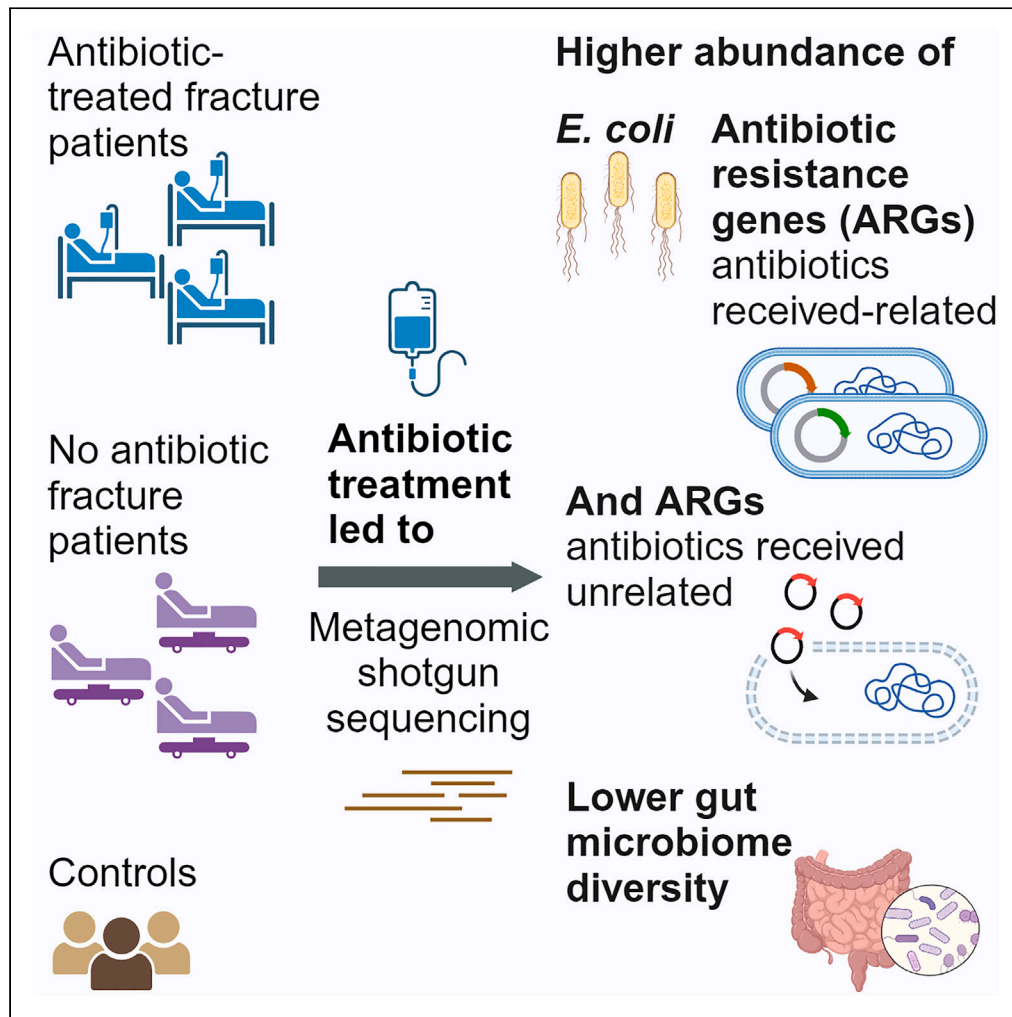 Antibiotic-
treated fracture
patients
No antibiotic
fracture
patients
Controls
Antibiotic
treatment
led to
Metagenomic
shotgun
sequencing
Higher abundance of
E. coli
Antibiotic
resistance
genes (ARGs)
antibiotics
received-related
And ARGs
antibiotics received
unrelated
Lower gut
microbiome
diversity